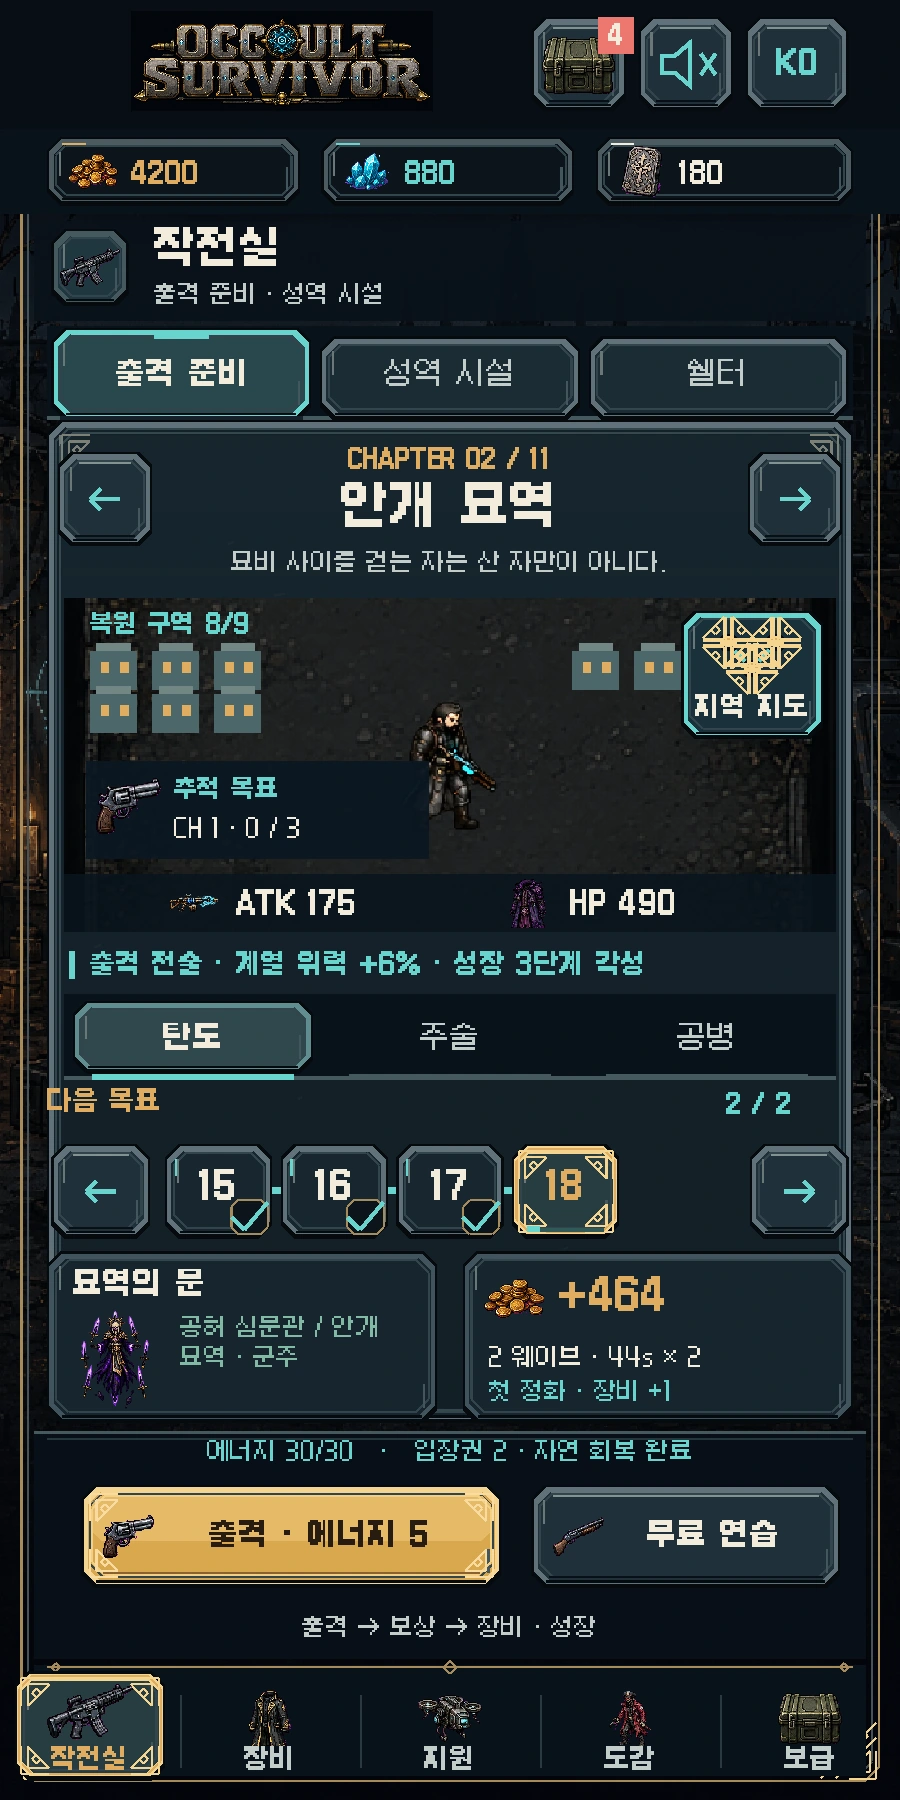 OCCULT
SURVIVOR
4
KO
4200
880
180
작전실
출격 준비 · 성역 시설
출격 준비
성역 시설
쉘터
CHAPTER 02 / 11
안개 묘역
묘비 사이를 걷는 자는 산 자만이 아니다.
복원 구역 8/9
지역 지도
추적 목표
CH 1 · 0 / 3
ATK 175
HP 490
출격 전술 · 계열 위력 +6% · 성장 3단계 각성
탄도
주술
공병
다음 목표
2 / 2
15
16
17
18
묘역의 문
공허 심문관 / 안개
묘역 · 군주
+464
2 웨이브 · 44s × 2
첫 정화 · 장비 +1
에너지 30/30 · 입장권 2 · 자연 회복 완료
출격 · 에너지 5
무료 연습
출격 → 보상 → 장비 · 성장
작전실
장비
지원
도감
보급